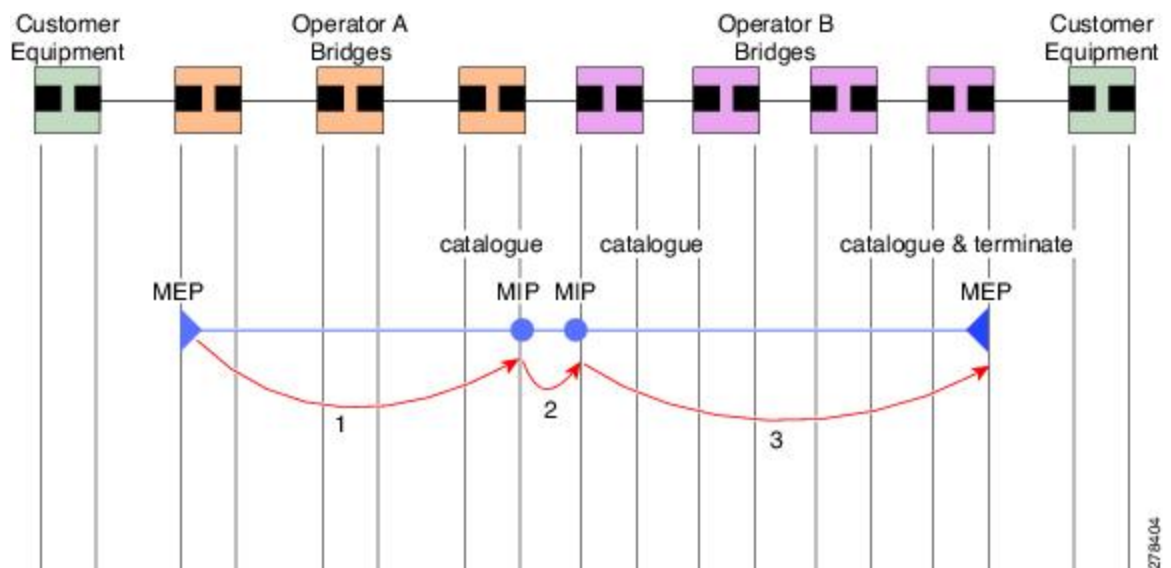 Customer
Equipment
Operator A
Bridges
Operator B
Bridges
Customer
Equipment
catalogue
catalogue
catalogue & terminate
MEP
MIP
MIP
MEP
1
2
3
278404